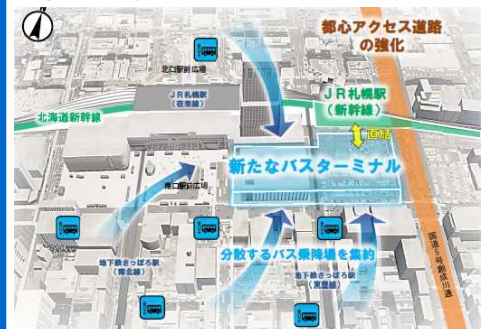 都心アクセス道路
の強化
北口駅前広場
JR札幌駅
(在来線)
JR札幌駅
(新幹線)
北海道新幹線
直結
新たなバスターミナル
南口駅前広場
分散するバス乗降場を集約
地下鉄さっぽろ駅
(南北線)
地下鉄さっぽろ駅
(東豊線)
国道5号創成川通